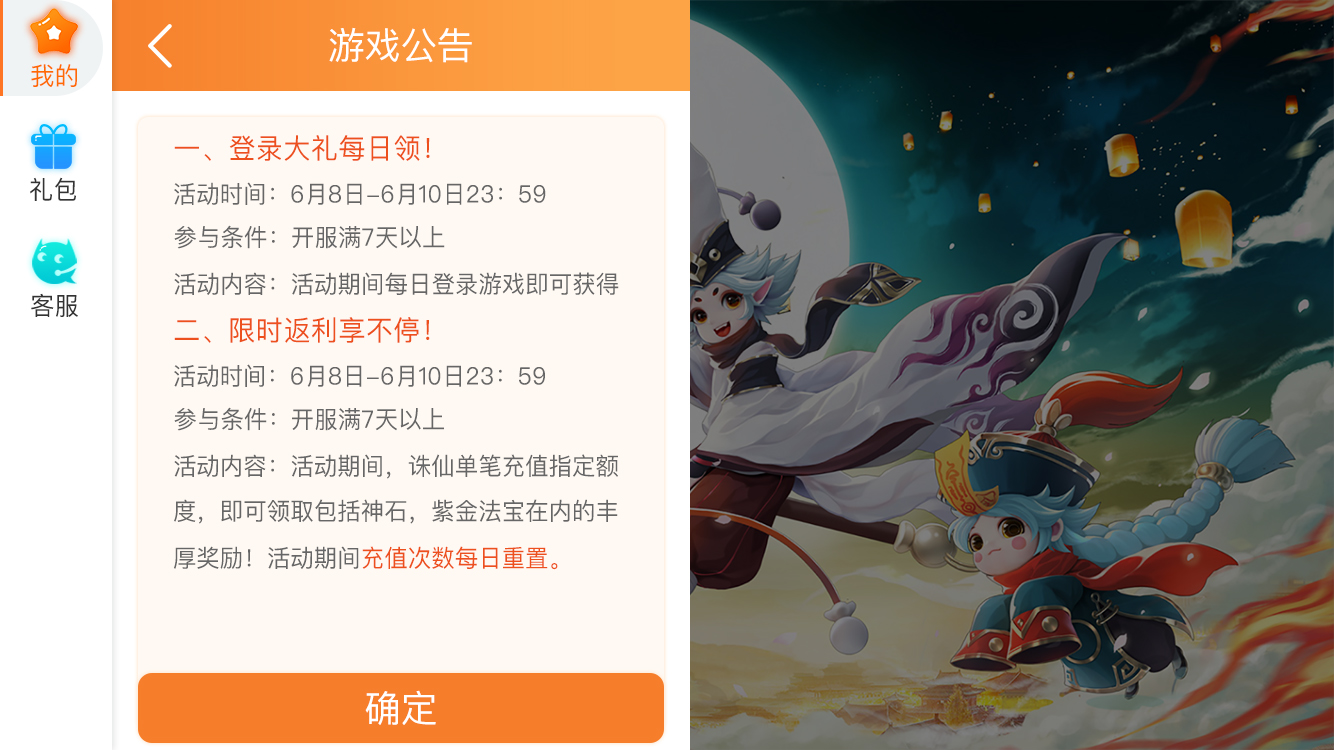 我的
礼包
客服
游戏公告
一、登录大礼每日领！
活动时间：6月8日-6月10日23：59
参与条件：开服满7天以上
活动内容：活动期间每日登录游戏即可获得
二、限时返利享不停！
活动时间：6月8日-6月10日23：59
参与条件：开服满7天以上
活动内容：活动期间，诛仙单笔充值指定额
度，即可领取包括神石，紫金法宝在内的丰
厚奖励！活动期间充值次数每日重置。
确定